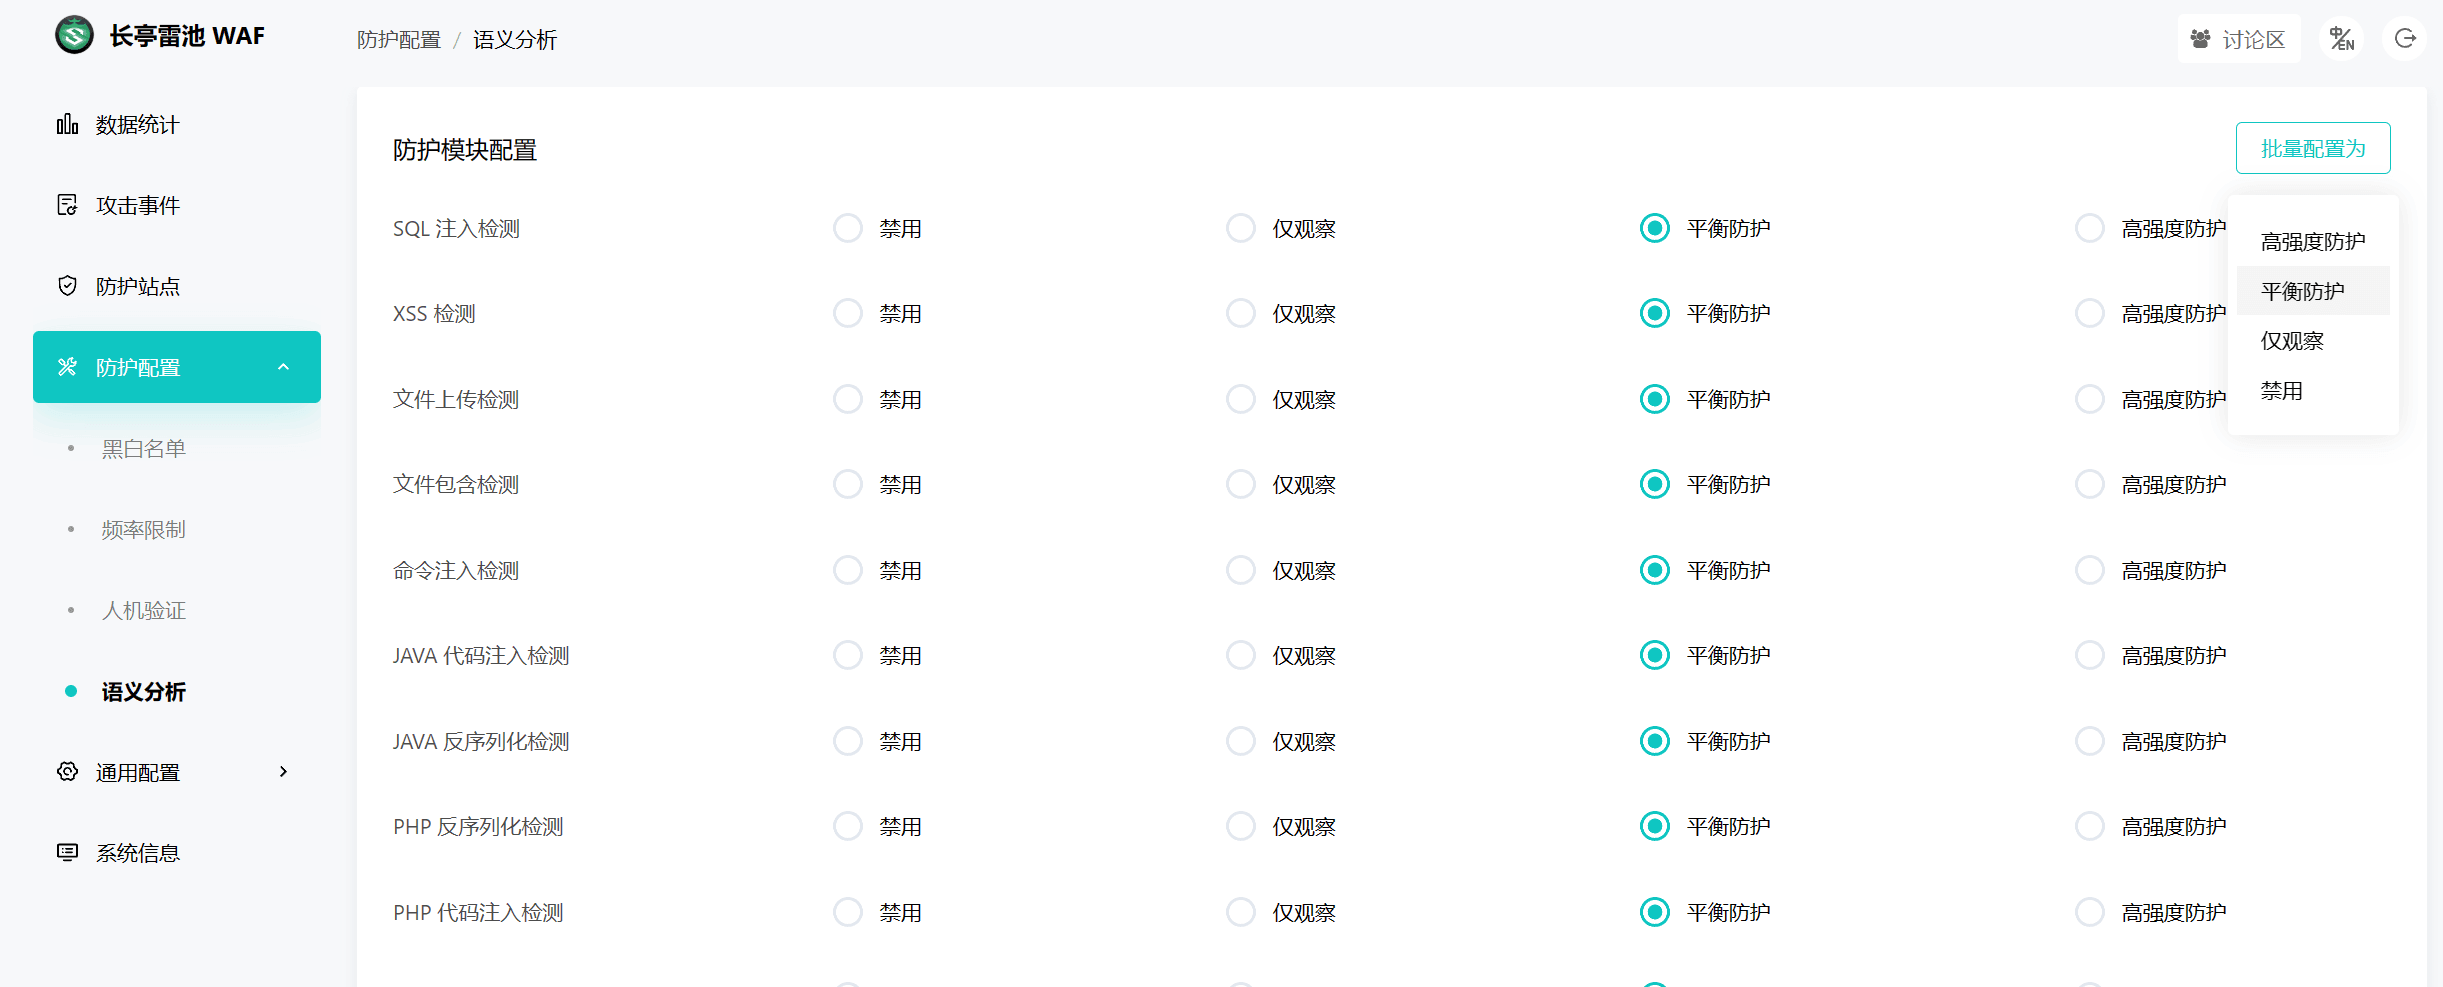 长亭雷池 WAF
防护配置 / 语义分析
讨论区
中/EN
数据统计
攻击事件
防护站点
防护配置
黑白名单
频率限制
人机验证
语义分析
通用配置
系统信息
防护模块配置
批量配置为
高强度防护
平衡防护
仅观察
禁用
SQL 注入检测 禁用 仅观察 平衡防护 高强度防护
XSS 检测 禁用 仅观察 平衡防护 高强度防护
文件上传检测 禁用 仅观察 平衡防护 高强度防护
文件包含检测 禁用 仅观察 平衡防护 高强度防护
命令注入检测 禁用 仅观察 平衡防护 高强度防护
JAVA 代码注入检测 禁用 仅观察 平衡防护 高强度防护
JAVA 反序列化检测 禁用 仅观察 平衡防护 高强度防护
PHP 反序列化检测 禁用 仅观察 平衡防护 高强度防护
PHP 代码注入检测 禁用 仅观察 平衡防护 高强度防护